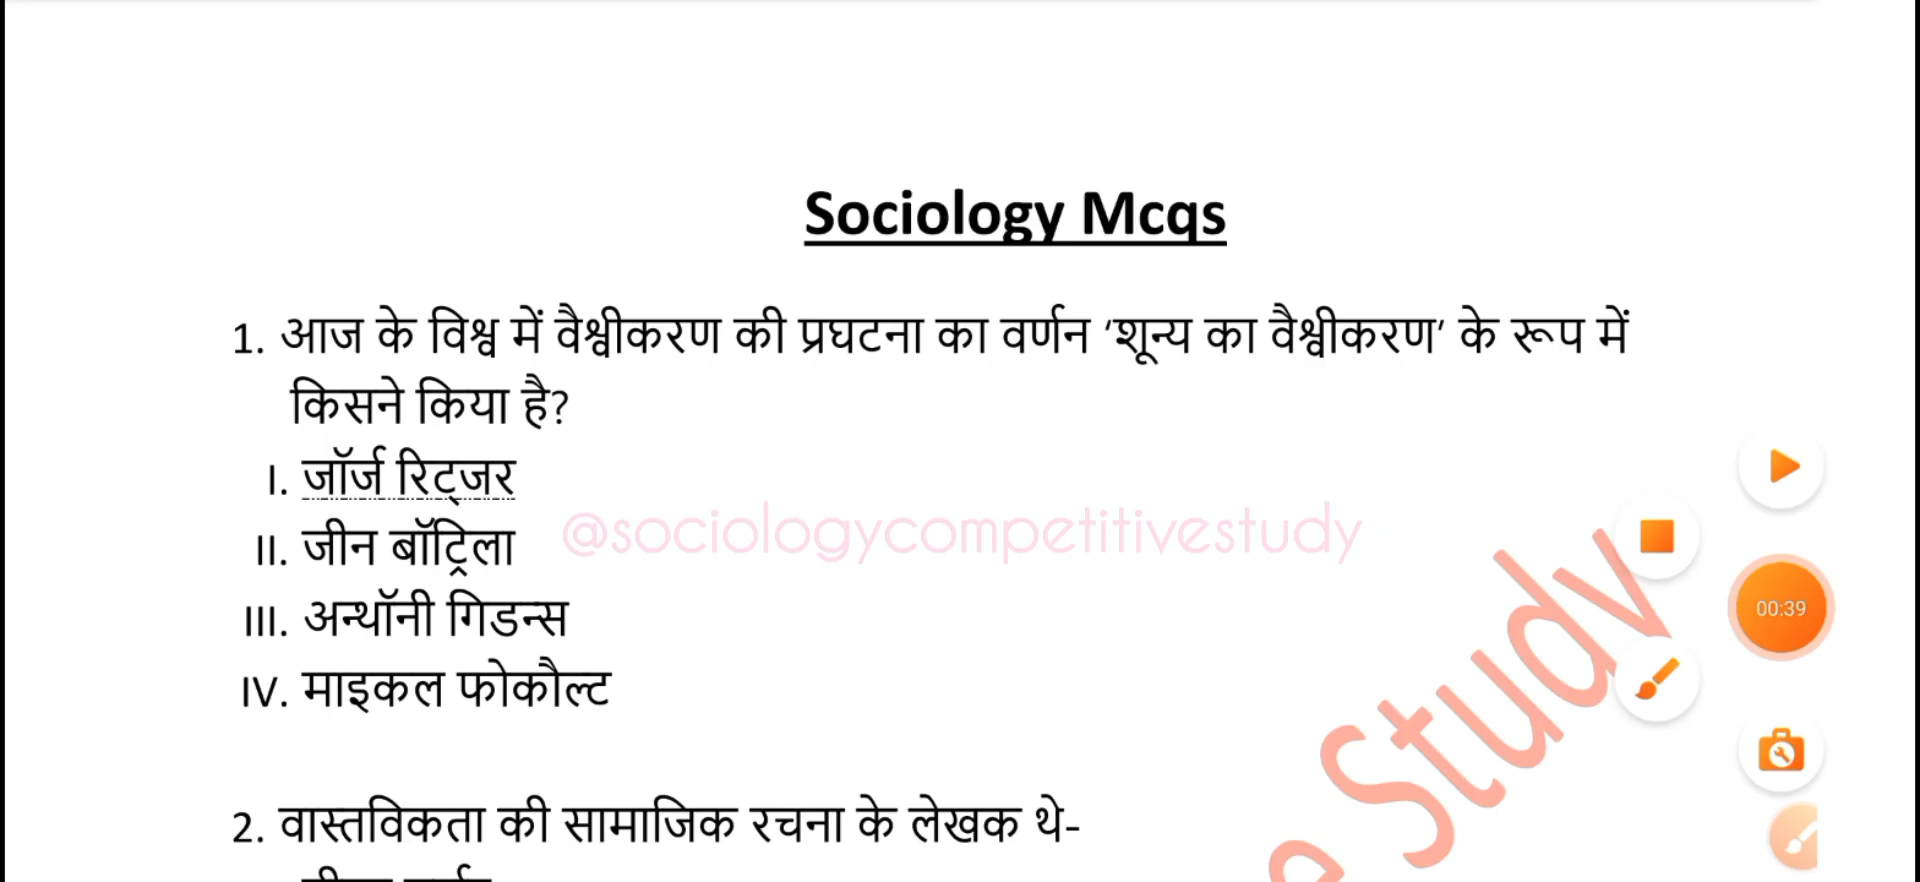 Sociology Mcqs
1. आज के विश्व में वैश्वीकरण की प्रघटना का वर्णन ‘शून्य का वैश्वीकरण’ के रूप में
किसने किया है?
I. जॉर्ज रिट्जर
II. जीन बॉट्रिला
@sociologycompetitivestudy
III. अन्थॉनी गिडन्स
00:39
IV. माइकल फोकौल्ट
Study
2. वास्तविकता की सामाजिक रचना के लेखक थे-